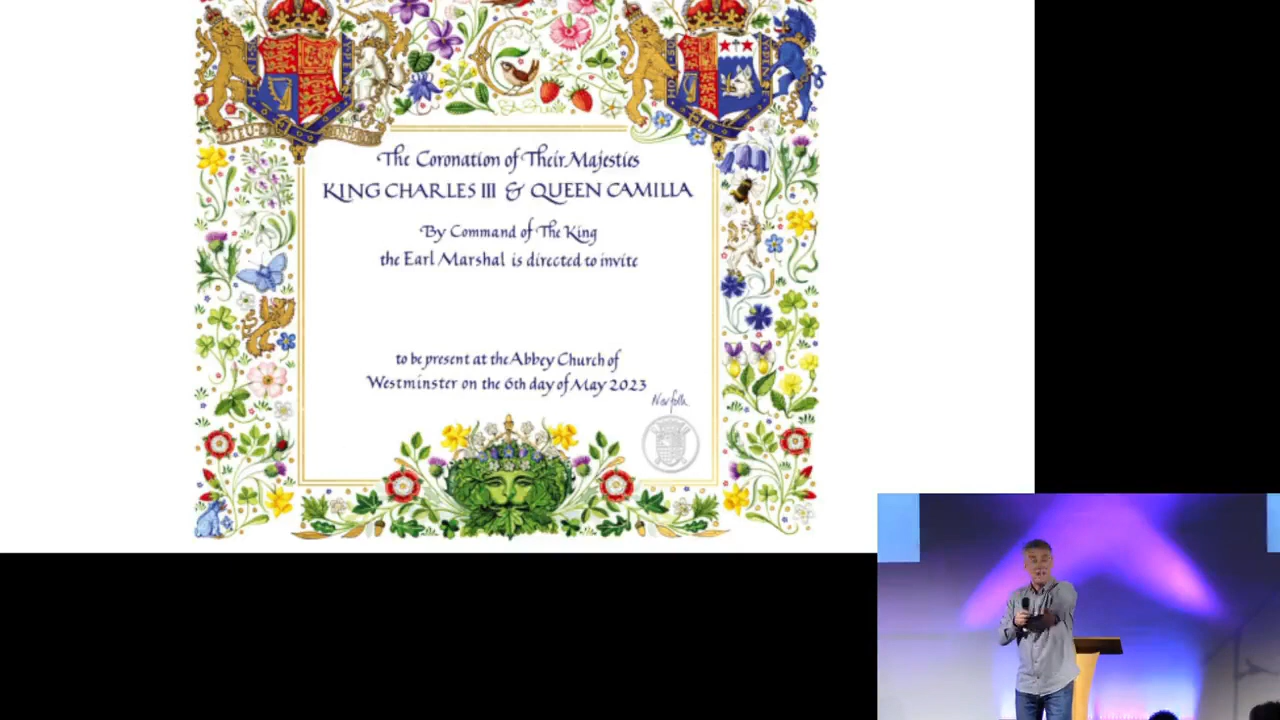 The Coronation of Their Majesties
KING CHARLES III & QUEEN CAMILLA
By Command of The King
the Earl Marshal is directed to invite
to be present at the Abbey Church of
Westminster on the 6th day of May 2023
Norfolk